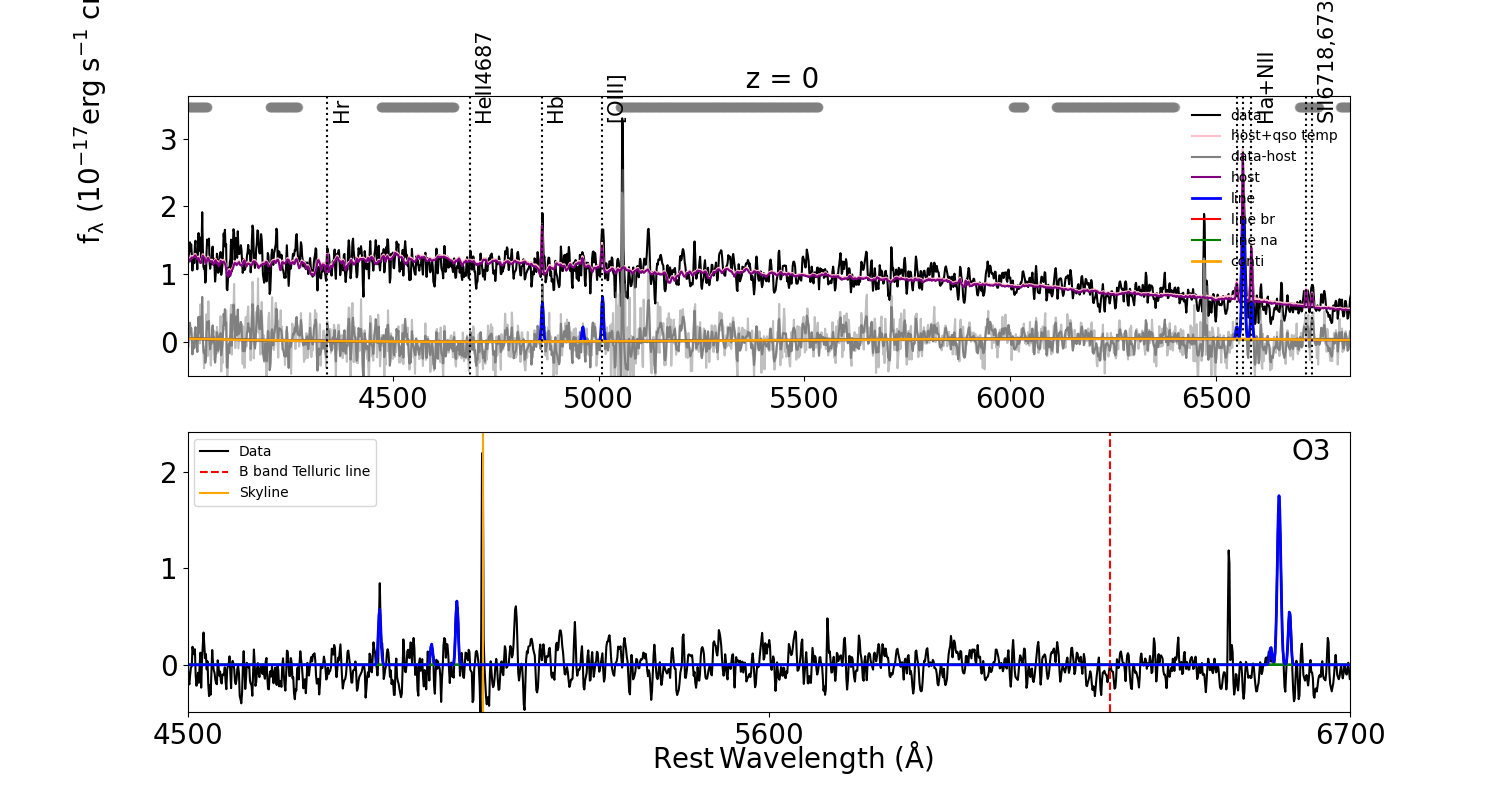 z = 0
Hr
HeII4687
Hb
[OIII]
Ha+NII
SII6718,673
f_λ (10^−17 erg s^−1 c
data
host+qso temp
data-host
host
line
line br
line na
conti
3
2
1
0
4500 5000 5500 6000 6500
Data
B band Telluric line
Skyline
O3
2
1
0
4500 5600 6700
Rest Wavelength (Å)